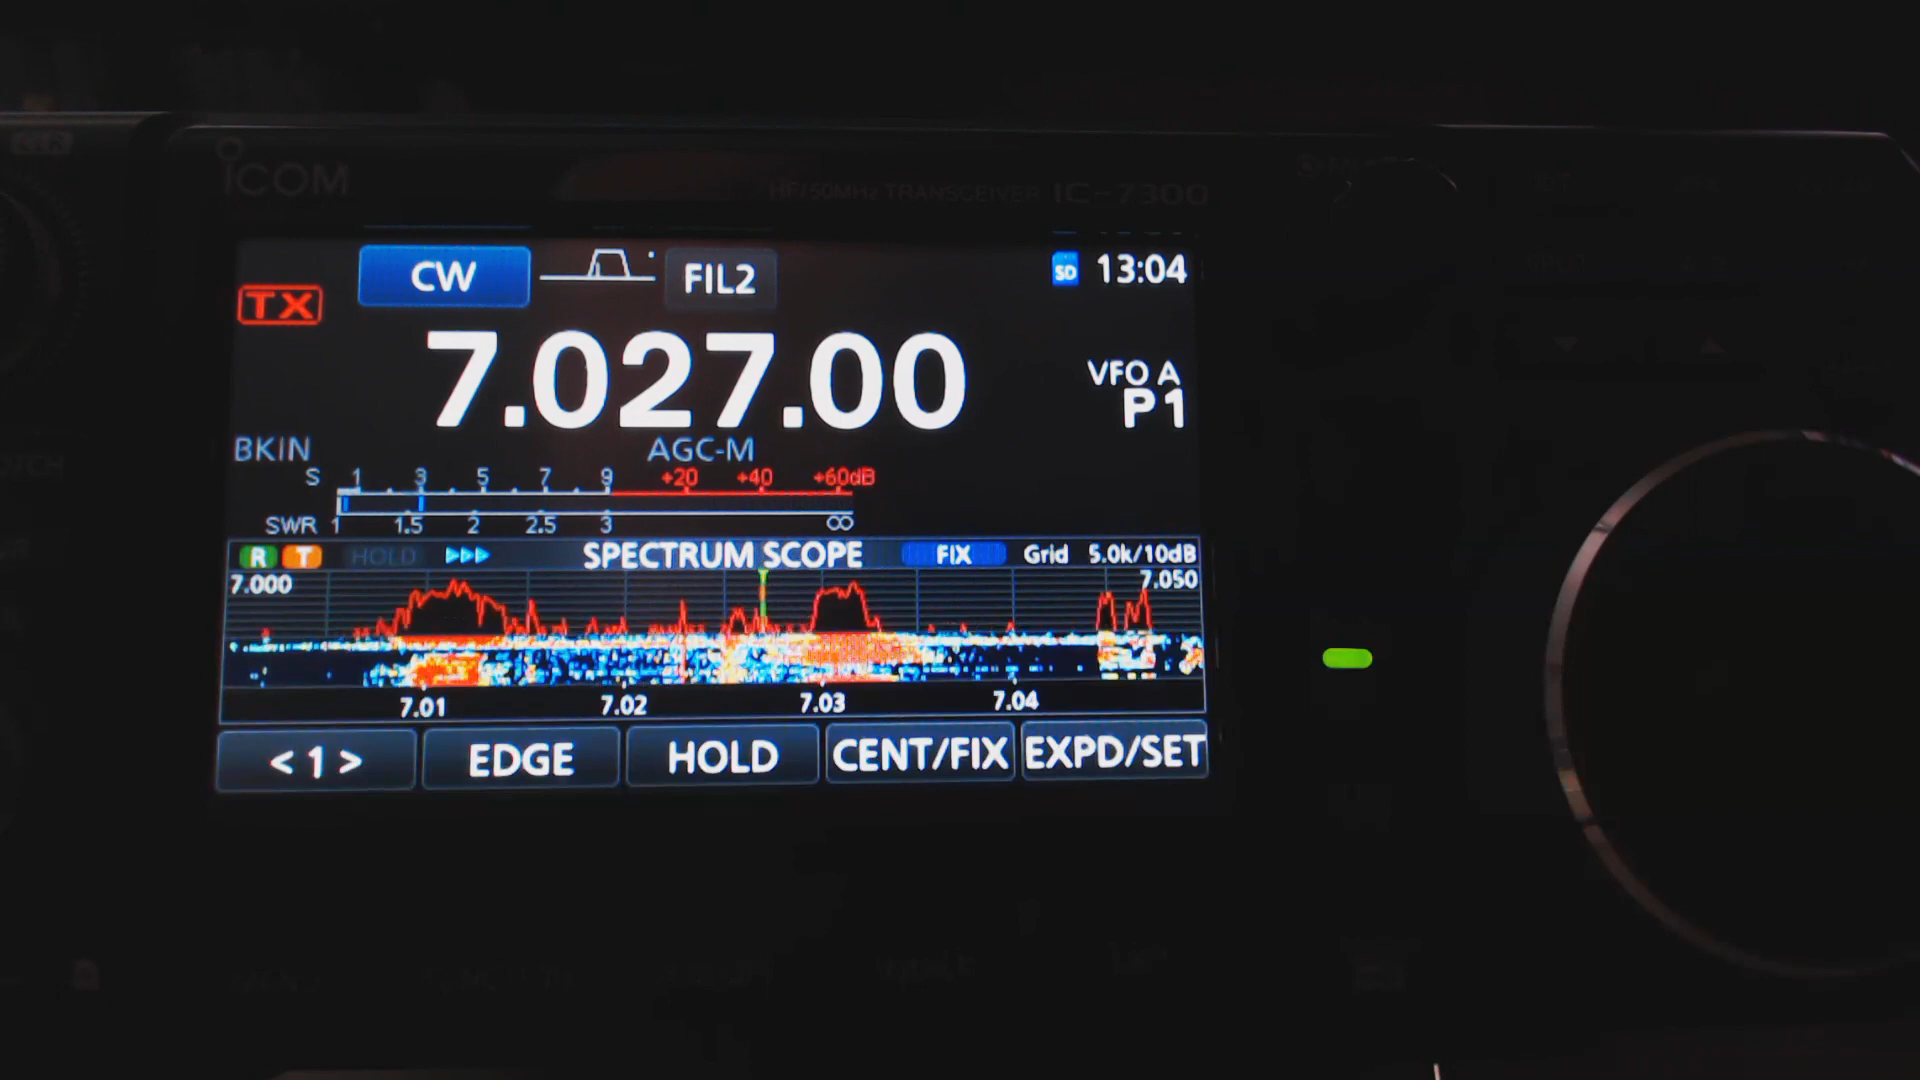 ICOM
HF/50MHz TRANSCEIVER IC-7300
TX CW FIL2 SD 13:04
7.027.00 VFO A
P1
BKIN AGC-M
S 1 3 5 7 9 +20 +40 +60dB
SWR 1 1.5 2 2.5 3 ∞
R T HOLD SPECTRUM SCOPE FIX Grid 5.0k/10dB
7.000 7.050
7.01 7.02 7.03 7.04
< 1 > EDGE HOLD CENT/FIX EXPD/SET